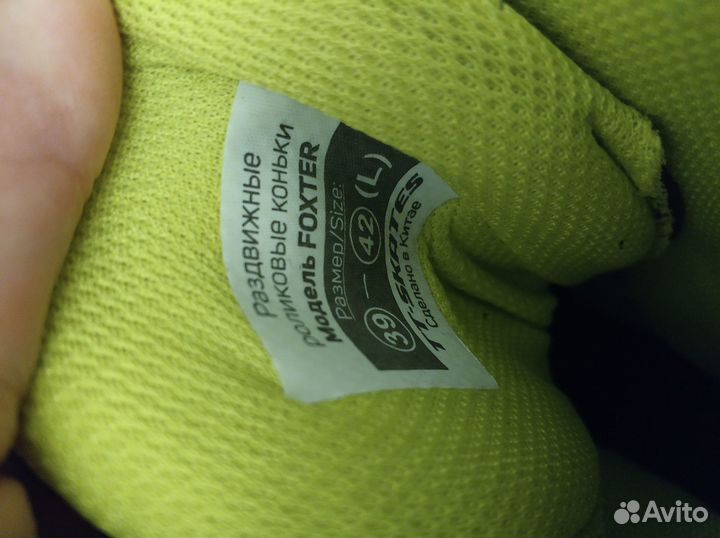 Раздвижные
роликовые коньки
Модель FOXTER
Размер/Size:
39 — 42 (L)
TT-SKATES
Сделано в Китае
Avito